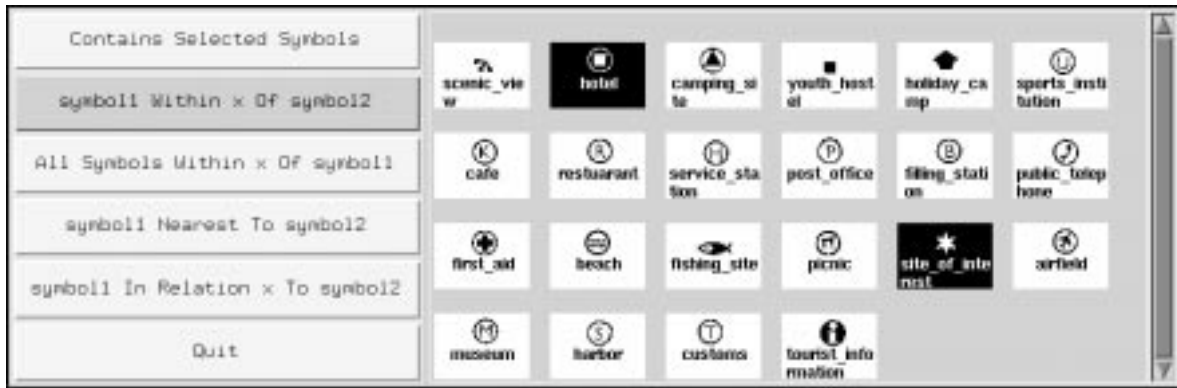 Contains Selected Symbols
symbol1 Within x Of symbol2
All Symbols Within x Of symbol1
symbol1 Nearest To symbol2
symbol1 In Relation x To symbol2
Quit
scenic_vie
w
hotel
camping_si
te
youth_host
el
holiday_ca
mp
U
sports_insti
tution
K
cafe
R
restuarant
H
service_sta
tion
P
post_office
B
filling_stati
on
public_telep
hone
first_aid
beach
fishing_site
picnic
site_of_inte
rest
airfield
M
museum
S
harbor
T
customs
i
tourist_info
rmation